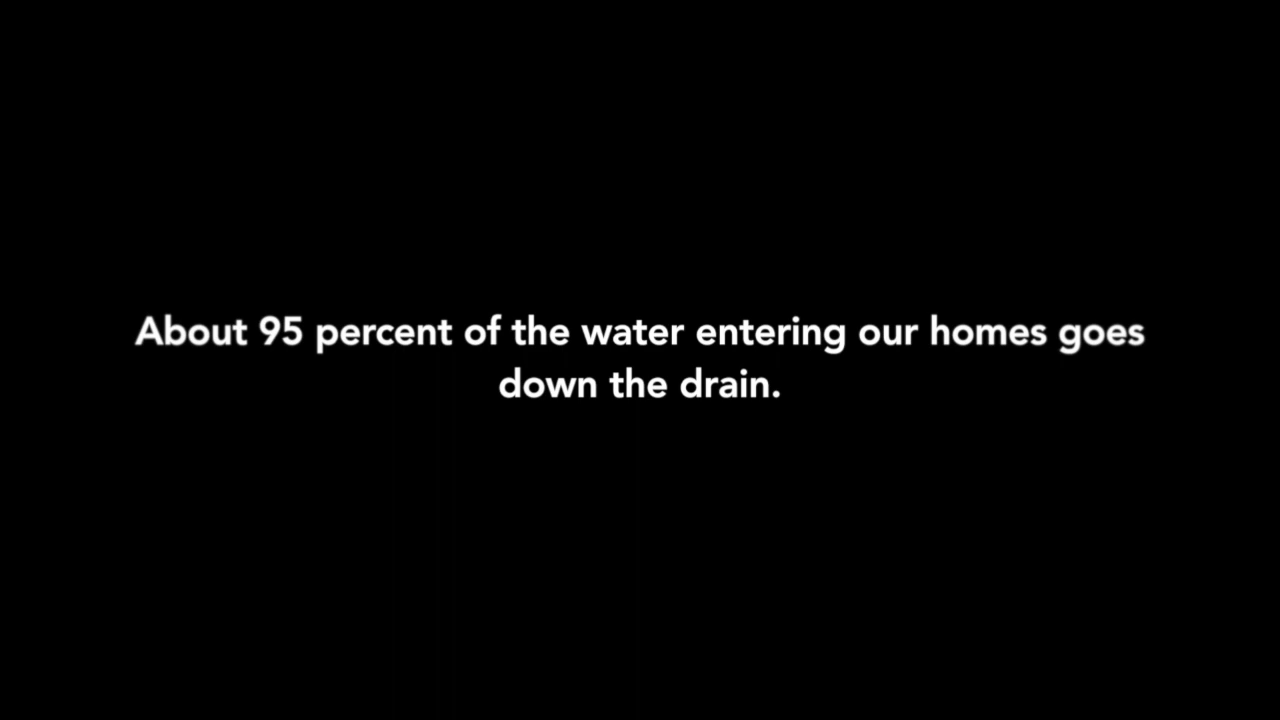 About 95 percent of the water entering our homes goes
down the drain.